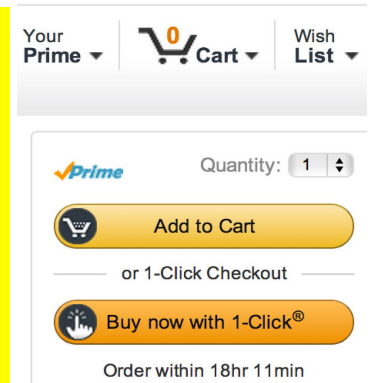 Your
Prime
0
Cart
Wish
List
Prime
Quantity: 1
Add to Cart
or 1-Click Checkout
Buy now with 1-Click®
Order within 18hr 11min